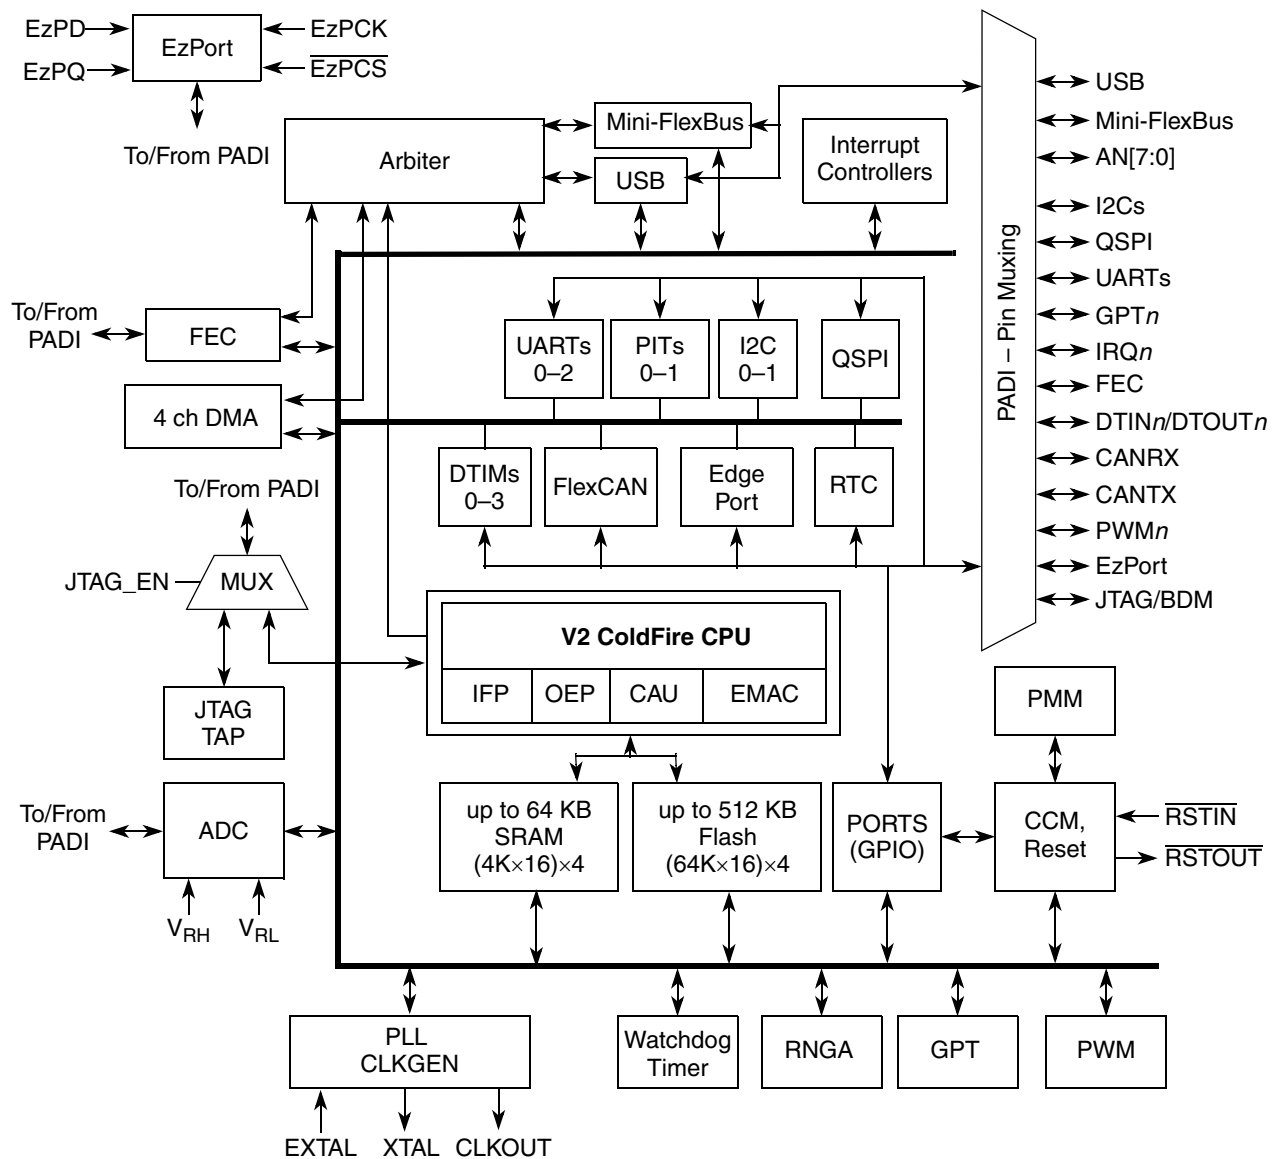 EzPD
EzPQ
EzPort
EzPCK
EzPCS
To/From PADI
Arbiter
Mini-FlexBus
USB
Interrupt
Controllers
PADI – Pin Muxing
USB
Mini-FlexBus
AN[7:0]
I2Cs
QSPI
UARTs
GPTn
IRQn
FEC
DTINn/DTOUTn
CANRX
CANTX
PWMn
EzPort
JTAG/BDM
To/From
PADI
FEC
4 ch DMA
UARTs
0–2
PITs
0–1
I2C
0–1
QSPI
DTIMs
0–3
FlexCAN
Edge
Port
RTC
To/From PADI
JTAG_EN
MUX
JTAG
TAP
V2 ColdFire CPU
IFP
OEP
CAU
EMAC
PMM
To/From
PADI
ADC
VRH
VRL
up to 64 KB
SRAM
(4K×16)×4
up to 512 KB
Flash
(64K×16)×4
PORTS
(GPIO)
CCM,
Reset
RSTIN
RSTOUT
PLL
CLKGEN
EXTAL
XTAL
CLKOUT
Watchdog
Timer
RNGA
GPT
PWM